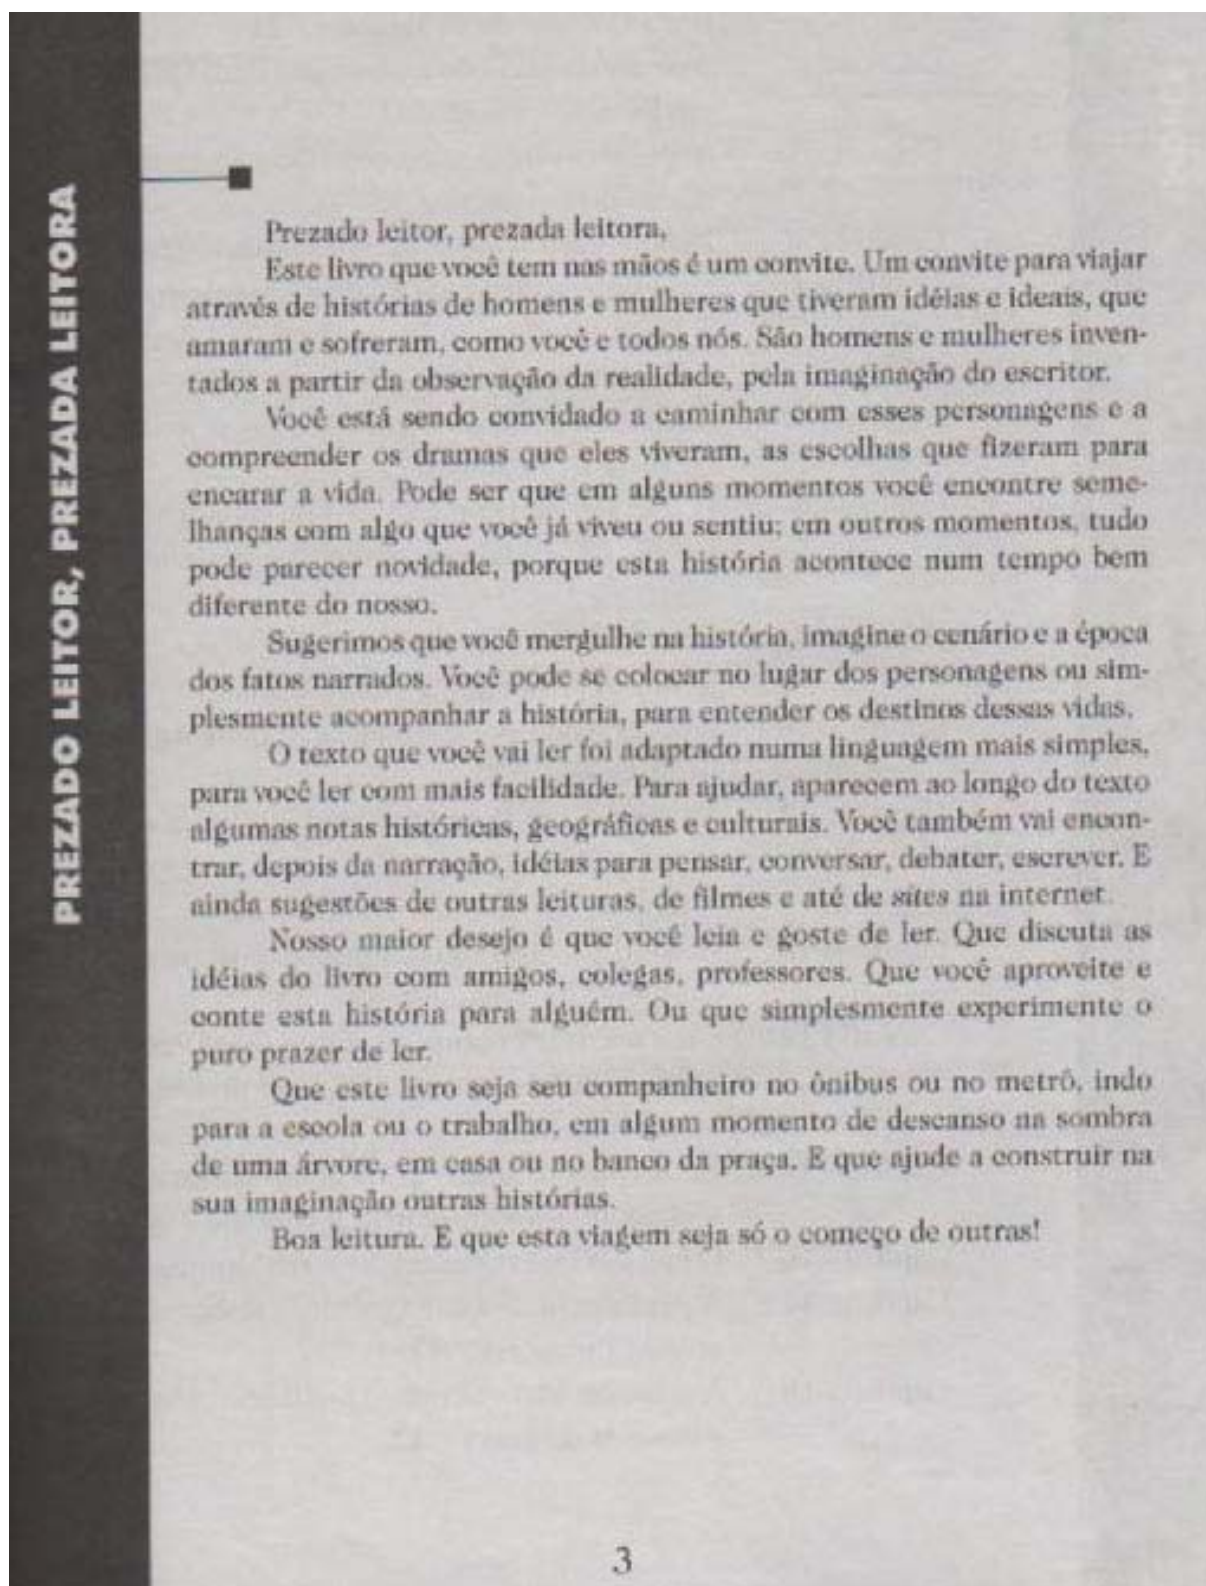 PREZADO LEITOR, PREZADA LEITORA
Prezado leitor, prezada leitora,
Este livro que você tem nas mãos é um convite. Um convite para viajar
através de histórias de homens e mulheres que tiveram idéias e ideais, que
amaram e sofreram, como você e todos nós. São homens e mulheres inven-
tados a partir da observação da realidade, pela imaginação do escritor.
Você está sendo convidado a caminhar com esses personagens e a
compreender os dramas que eles viveram, as escolhas que fizeram para
encarar a vida. Pode ser que em alguns momentos você encontre seme-
lhanças com algo que você já viveu ou sentiu; em outros momentos, tudo
pode parecer novidade, porque esta história acontece num tempo bem
diferente do nosso.
Sugerimos que você mergulhe na história, imagine o cenário e a época
dos fatos narrados. Você pode se colocar no lugar dos personagens ou sim-
plesmente acompanhar a história, para entender os destinos dessas vidas.
O texto que você vai ler foi adaptado numa linguagem mais simples,
para você ler com mais facilidade. Para ajudar, aparecem ao longo do texto
algumas notas históricas, geográficas e culturais. Você também vai encon-
trar, depois da narração, idéias para pensar, conversar, debater, escrever. E
ainda sugestões de outras leituras, de filmes e até de sites na internet.
Nosso maior desejo é que você leia e goste de ler. Que discuta as
idéias do livro com amigos, colegas, professores. Que você aproveite e
conte esta história para alguém. Ou que simplesmente experimente o
puro prazer de ler.
Que este livro seja seu companheiro no ônibus ou no metrô, indo
para a escola ou o trabalho, em algum momento de descanso na sombra
de uma árvore, em casa ou no banco da praça. E que ajude a construir na
sua imaginação outras histórias.
Boa leitura. E que esta viagem seja só o começo de outras!
3